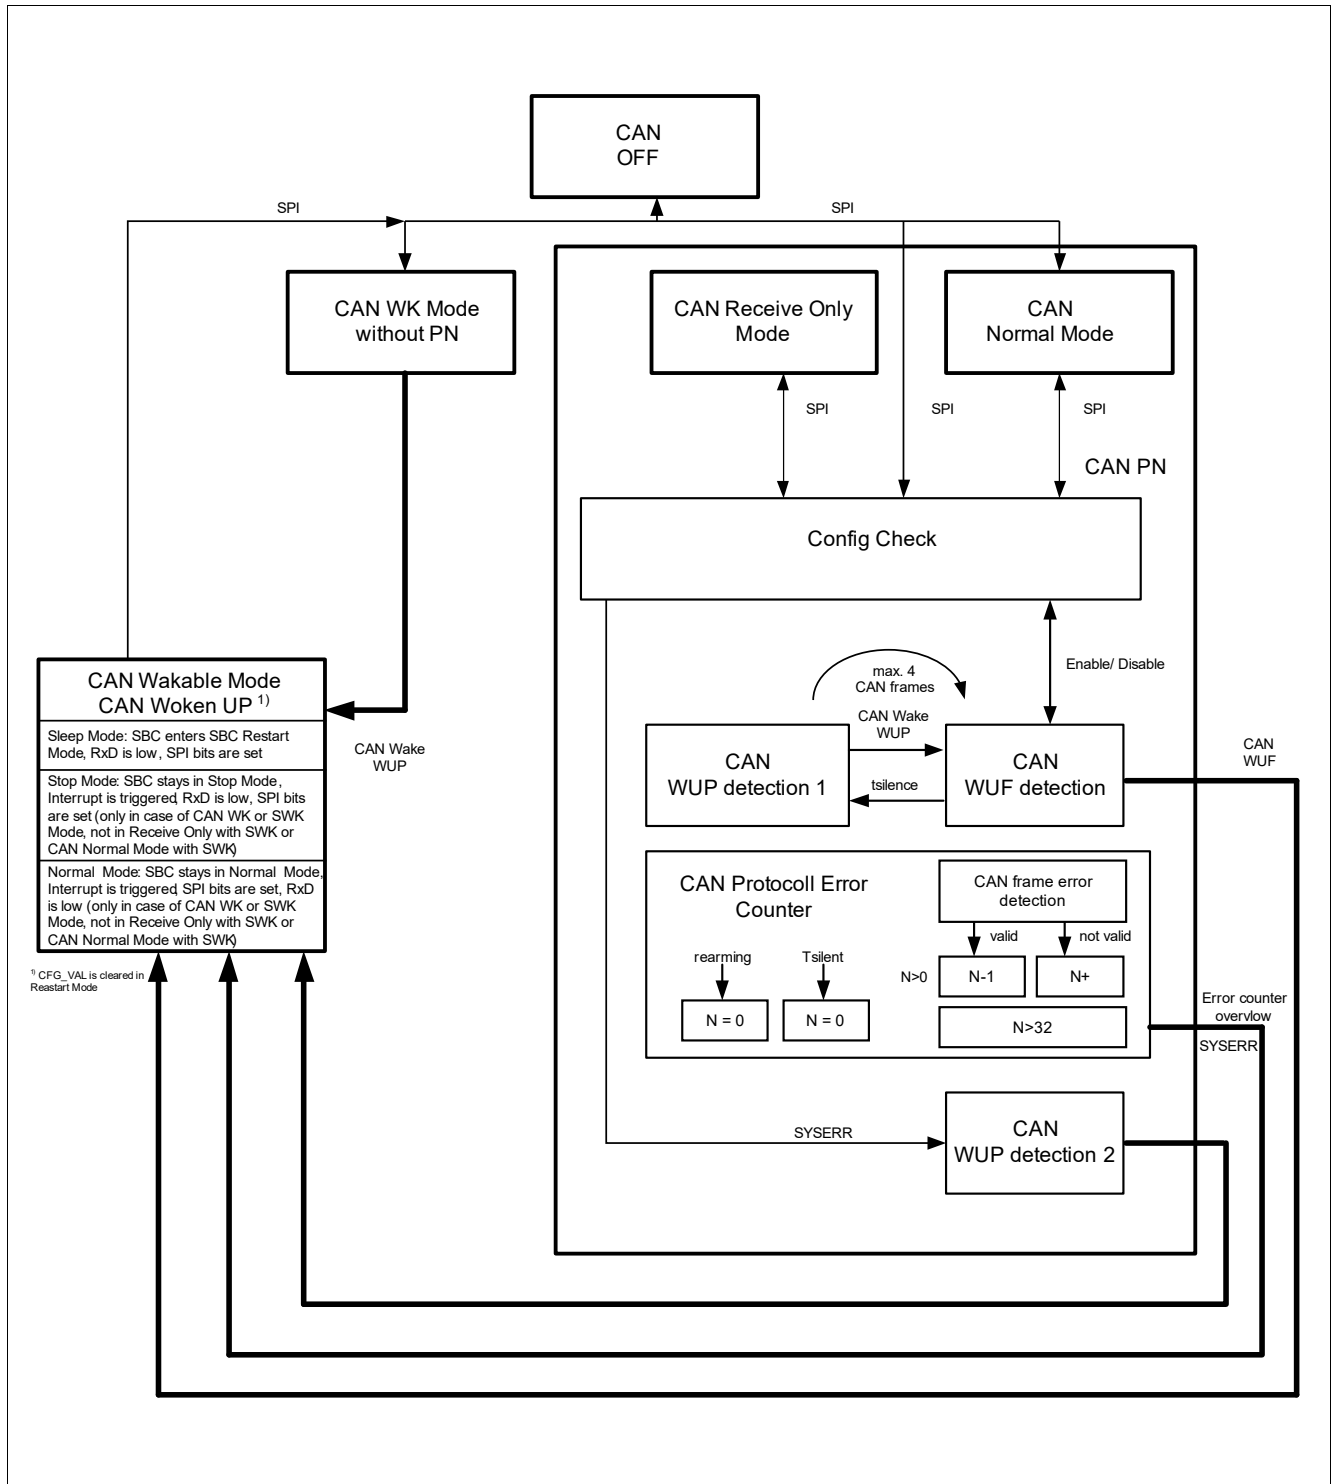 CAN
OFF
SPI
SPI
CAN WK Mode
without PN
CAN Receive Only
Mode
CAN
Normal Mode
SPI
SPI
SPI
CAN PN
Config Check
Enable/ Disable
max. 4
CAN frames
CAN Wake
WUP
CAN
WUP detection 1
tsilence
CAN
WUF detection
CAN
WUF
CAN Wakable Mode
CAN Woken UP 1)
Sleep Mode: SBC enters SBC Restart
Mode, RxD is low, SPI bits are set
Stop Mode: SBC stays in Stop Mode,
Interrupt is triggered, RxD is low, SPI bits
are set (only in case of CAN WK or SWK
Mode, not in Receive Only with SWK or
CAN Normal Mode with SWK)
Normal Mode: SBC stays in Normal Mode,
Interrupt is triggered, SPI bits are set, RxD
is low (only in case of CAN WK or SWK
Mode, not in Receive Only with SWK or
CAN Normal Mode with SWK)
CAN Wake
WUP
1) CFG_VAL is cleared in
Reastart Mode
CAN Protocoll Error
Counter
CAN frame error
detection
valid
not valid
rearming
Tsilent
N>0
N-1
N+
N = 0
N = 0
N>32
Error counter
overvlow
SYSERR
SYSERR
CAN
WUP detection 2